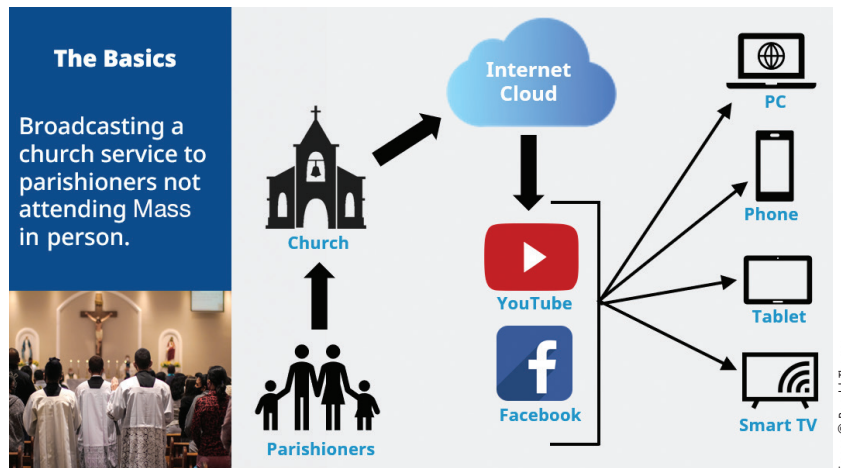 The Basics
Broadcasting a
church service to
parishioners not
attending Mass
in person.
Internet
Cloud
Church
Parishioners
YouTube
Facebook
PC
Phone
Tablet
Smart TV